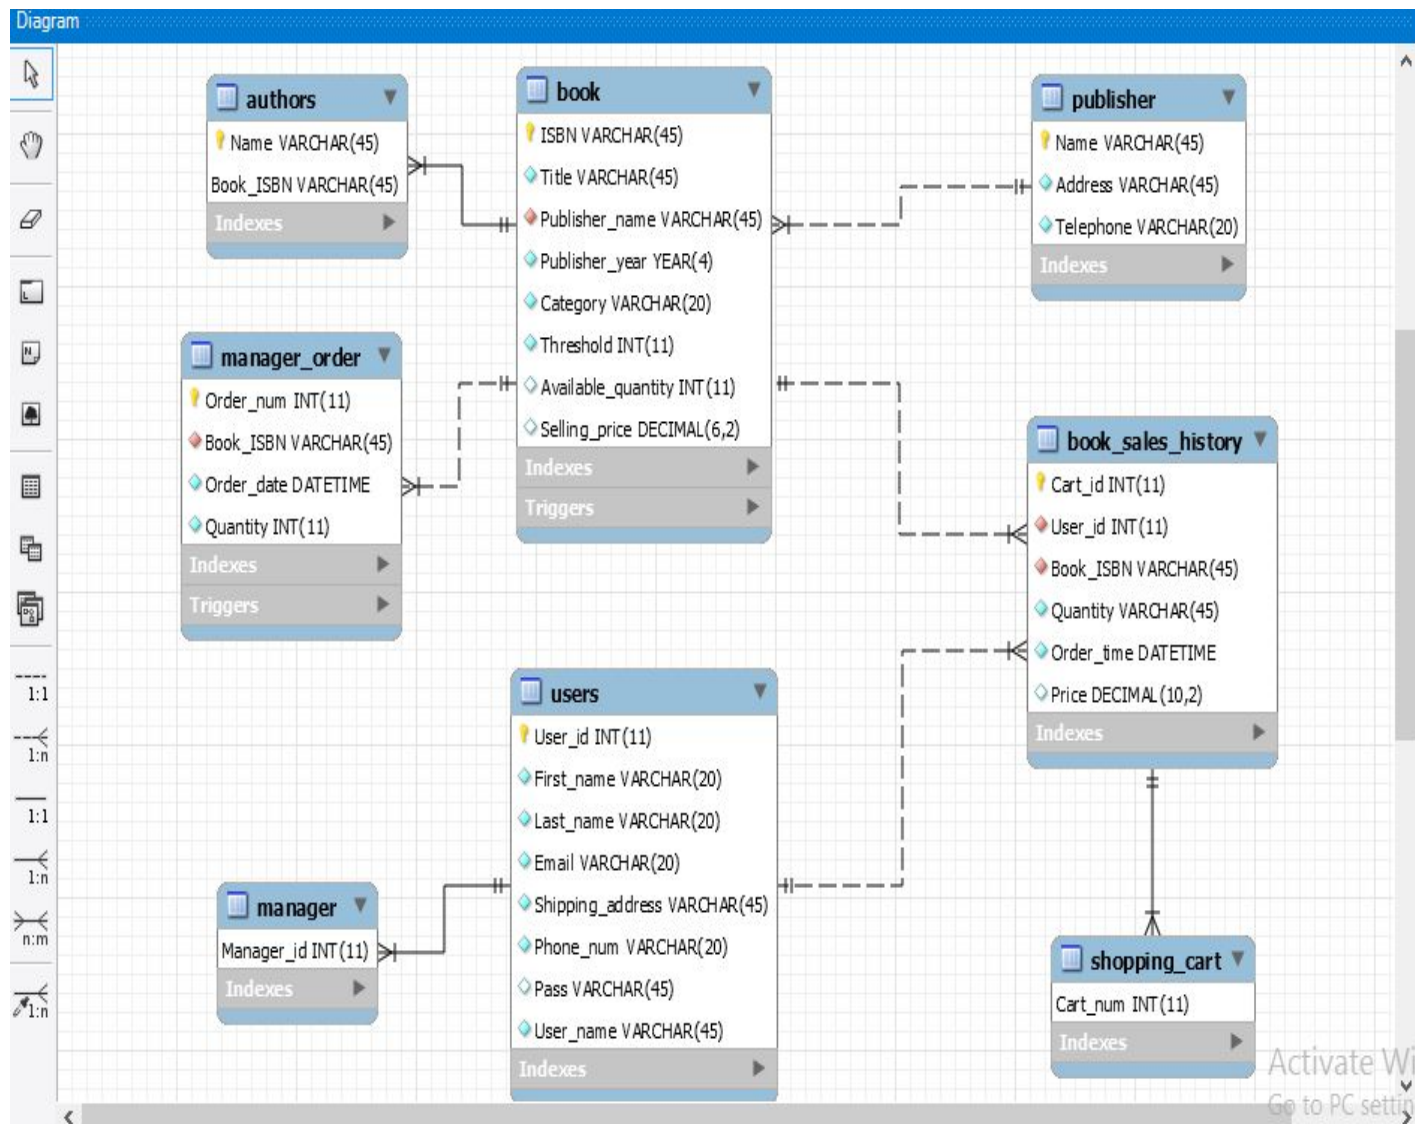 Diagram
authors
Name VARCHAR(45)
Book_ISBN VARCHAR(45)
Indexes
book
ISBN VARCHAR(45)
Title VARCHAR(45)
Publisher_name VARCHAR(45)
Publisher_year YEAR(4)
Category VARCHAR(20)
Threshold INT(11)
Available_quantity INT(11)
Selling_price DECIMAL(6,2)
Indexes
Triggers
publisher
Name VARCHAR(45)
Address VARCHAR(45)
Telephone VARCHAR(20)
Indexes
manager_order
Order_num INT(11)
Book_ISBN VARCHAR(45)
Order_date DATETIME
Quantity INT(11)
Indexes
Triggers
book_sales_history
Cart_id INT(11)
User_id INT(11)
Book_ISBN VARCHAR(45)
Quantity VARCHAR(45)
Order_time DATETIME
Price DECIMAL(10,2)
Indexes
users
User_id INT(11)
First_name VARCHAR(20)
Last_name VARCHAR(20)
Email VARCHAR(20)
Shipping_address VARCHAR(45)
Phone_num VARCHAR(20)
Pass VARCHAR(45)
User_name VARCHAR(45)
Indexes
manager
Manager_id INT(11)
Indexes
shopping_cart
Cart_num INT(11)
Indexes
1:1
1:n
1:1
1:n
n:m
1:n
Activate Wi
Go to PC settin